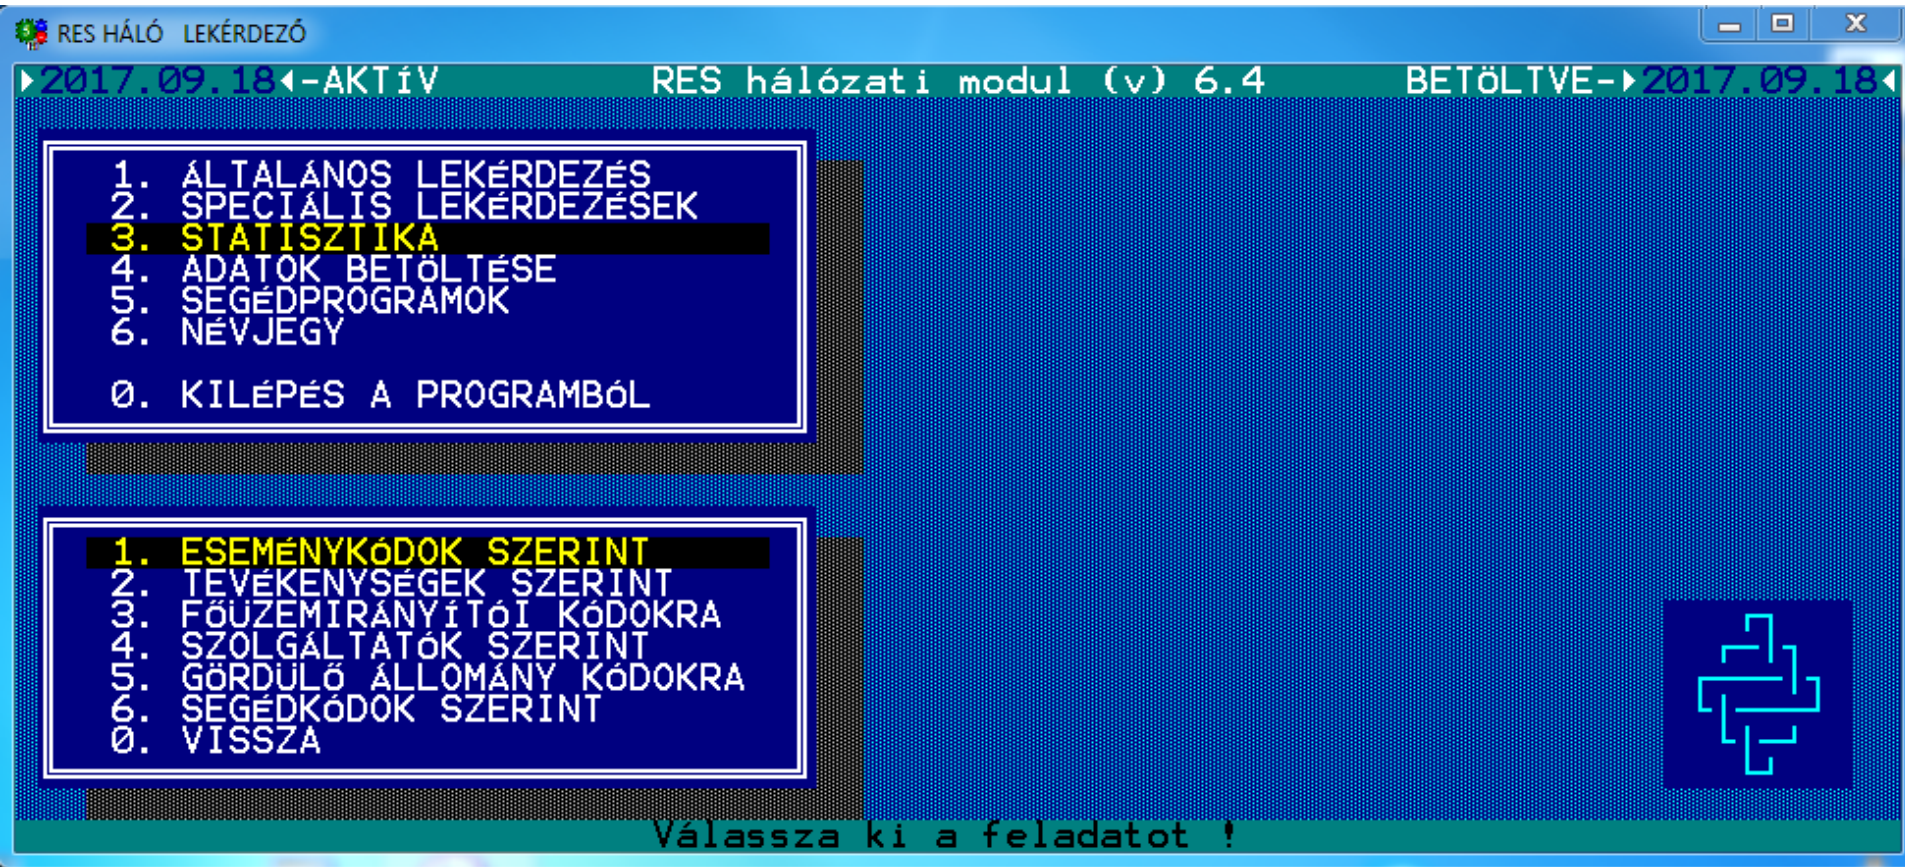 RES HÁLÓ LEKÉRDEZŐ
2017.09.18 -AKTíV RES hálózati modul (v) 6.4 BETÖLTVE- 2017.09.18
1. ÁLTALÁNOS LEKÉRDEZÉS
2. SPECIÁLIS LEKÉRDEZÉSEK
3. STATISZTIKA
4. ADATOK BETÖLTÉSE
5. SEGÉDPROGRAMOK
6. NÉVJEGY
0. KILÉPÉS A PROGRAMBóL
1. ESEMÉNYKóDOK SZERINT
2. TEVÉKENYSÉGEK SZERINT
3. FŐÜZEMIRÁNYíTóI KóDOKRA
4. SZOLGÁLTATóK SZERINT
5. GÖRDÜLŐ ÁLLOMÁNY KóDOKRA
6. SEGÉDKóDOK SZERINT
0. VISSZA
Válassza ki a feladatot !